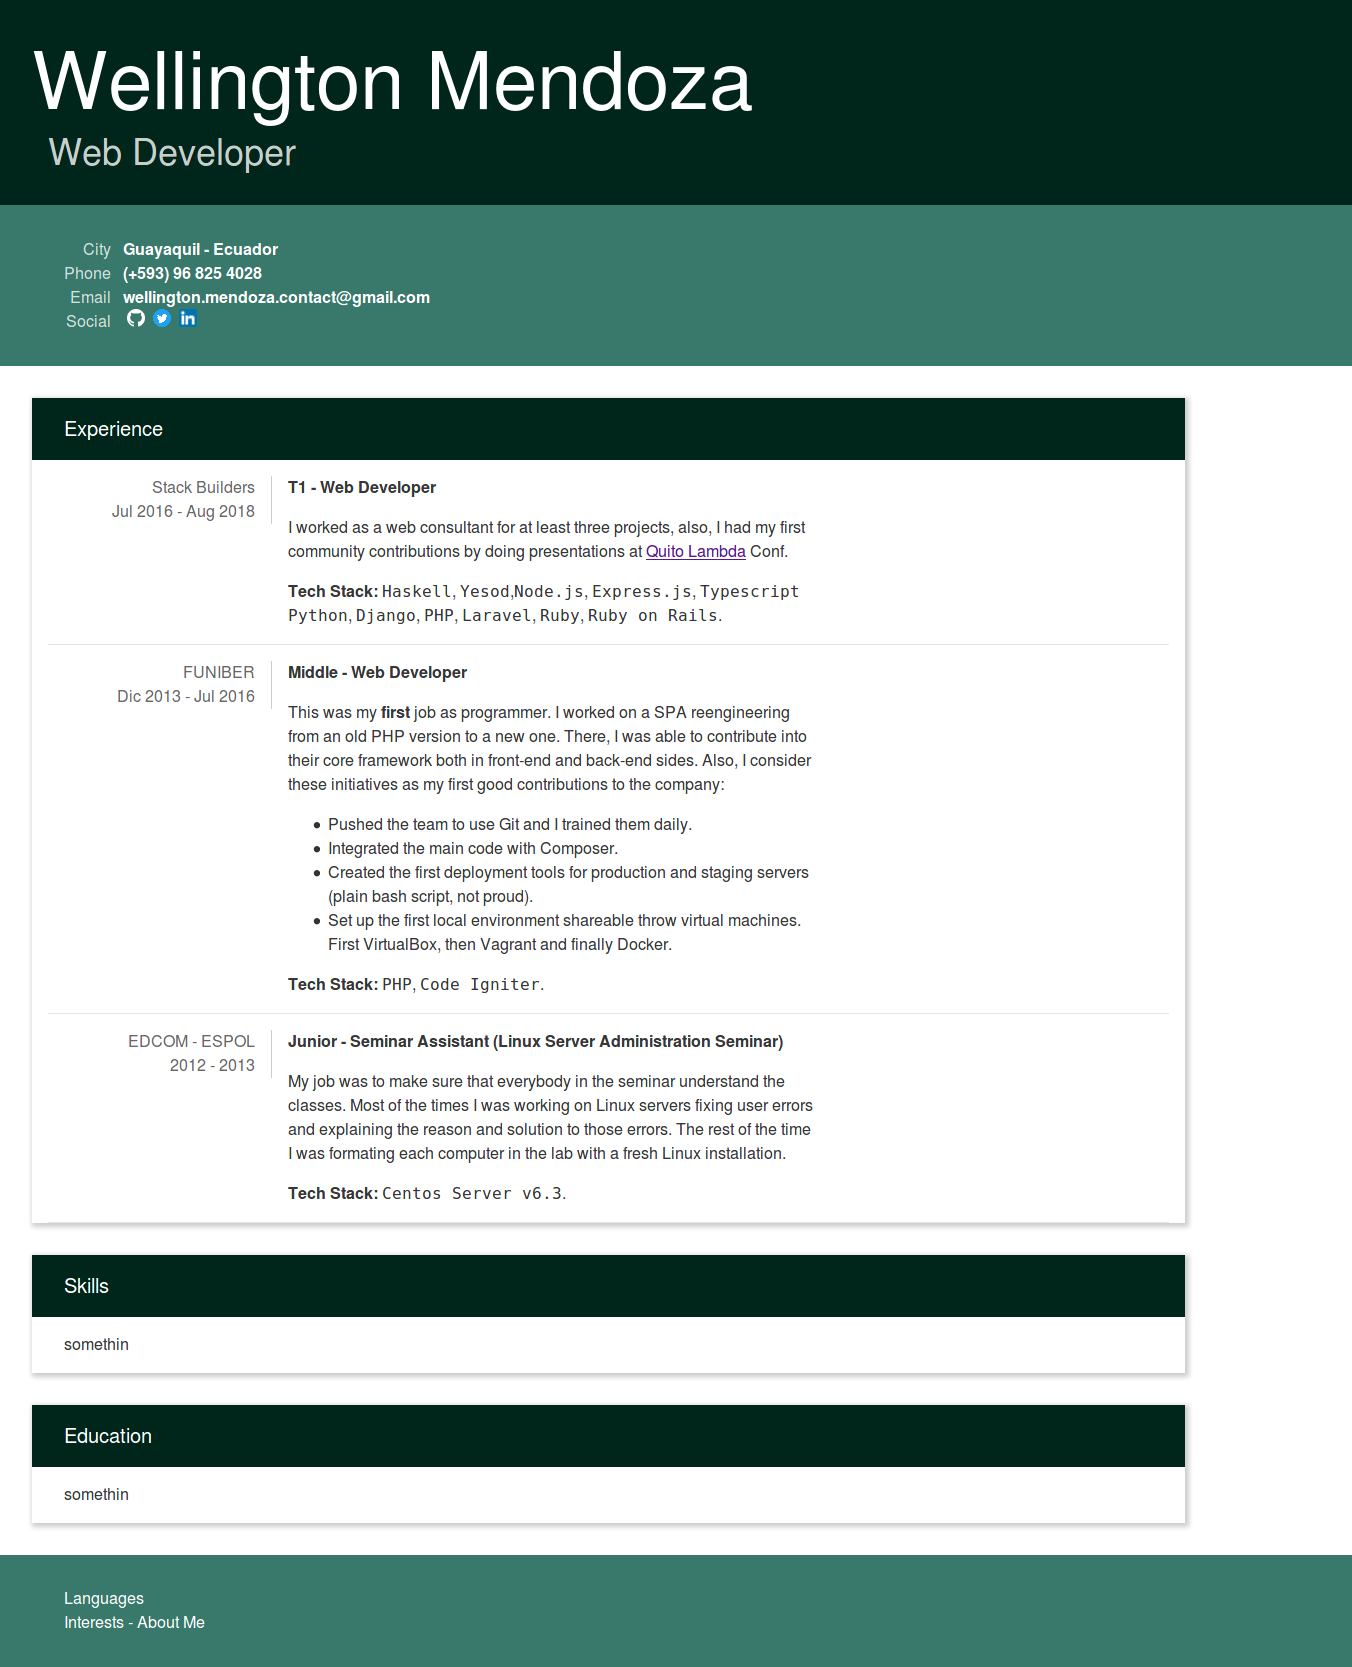 Wellington Mendoza
Web Developer
City Guayaquil - Ecuador
Phone (+593) 96 825 4028
Email wellington.mendoza.contact@gmail.com
Social
Experience
Stack Builders
Jul 2016 - Aug 2018
T1 - Web Developer
I worked as a web consultant for at least three projects, also, I had my first
community contributions by doing presentations at Quito Lambda Conf.
Tech Stack: Haskell, Yesod,Node.js, Express.js, Typescript
Python, Django, PHP, Laravel, Ruby, Ruby on Rails.
FUNIBER
Dic 2013 - Jul 2016
Middle - Web Developer
This was my first job as programmer. I worked on a SPA reengineering
from an old PHP version to a new one. There, I was able to contribute into
their core framework both in front-end and back-end sides. Also, I consider
these initiatives as my first good contributions to the company:
• Pushed the team to use Git and I trained them daily.
• Integrated the main code with Composer.
• Created the first deployment tools for production and staging servers
(plain bash script, not proud).
• Set up the first local environment shareable throw virtual machines.
First VirtualBox, then Vagrant and finally Docker.
Tech Stack: PHP, Code Igniter.
EDCOM - ESPOL
2012 - 2013
Junior - Seminar Assistant (Linux Server Administration Seminar)
My job was to make sure that everybody in the seminar understand the
classes. Most of the times I was working on Linux servers fixing user errors
and explaining the reason and solution to those errors. The rest of the time
I was formating each computer in the lab with a fresh Linux installation.
Tech Stack: Centos Server v6.3.
Skills
somethin
Education
somethin
Languages
Interests - About Me